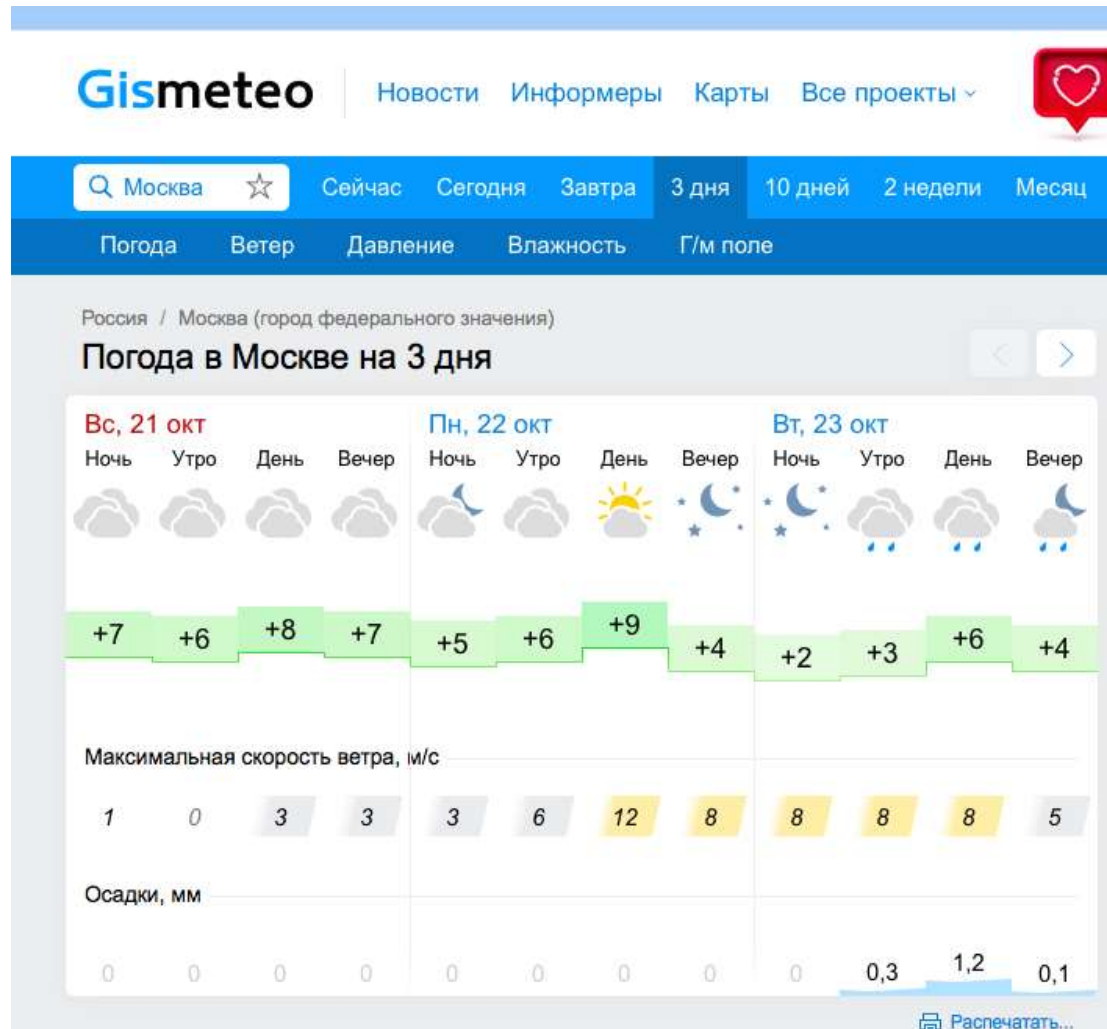 Gismeteo Новости Информеры Карты Все проекты
Москва Сейчас Сегодня Завтра 3 дня 10 дней 2 недели Месяц
Погода Ветер Давление Влажность Г/м поле
Россия / Москва (город федерального значения)
Погода в Москве на 3 дня
Вс, 21 окт Пн, 22 окт Вт, 23 окт
Ночь Утро День Вечер Ночь Утро День Вечер Ночь Утро День Вечер
+7 +6 +8 +7 +5 +6 +9 +4 +2 +3 +6 +4
Максимальная скорость ветра, м/с
1 0 3 3 3 6 12 8 8 8 8 5
Осадки, мм
0 0 0 0 0 0 0 0 0 0,3 1,2 0,1
Распечатать...